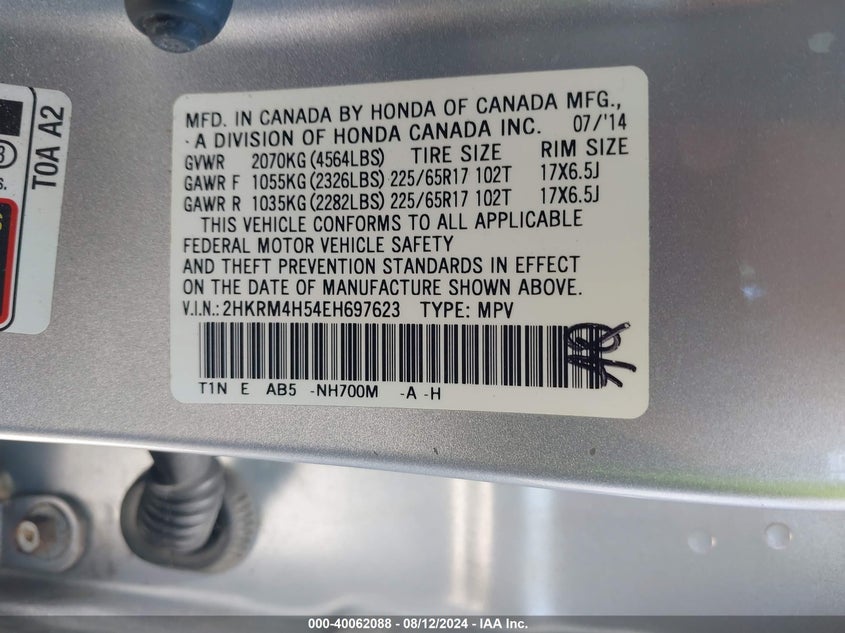 MFD. IN CANADA BY HONDA OF CANADA MFG.,
A DIVISION OF HONDA CANADA INC. 07/'14
GVWR 2070KG (4564LBS) TIRE SIZE RIM SIZE
GAWR F 1055KG (2326LBS) 225/65R17 102T 17X6.5J
GAWR R 1035KG (2282LBS) 225/65R17 102T 17X6.5J
THIS VEHICLE CONFORMS TO ALL APPLICABLE
FEDERAL MOTOR VEHICLE SAFETY
AND THEFT PREVENTION STANDARDS IN EFFECT
ON THE DATE OF MANUFACTURE SHOWN ABOVE.
V.I.N.: 2HKRM4H54EH697623 TYPE: MPV
T1N E AB5 -NH700M -A -H
T0A A2
000-40062088 - 08/12/2024 - IAA Inc.